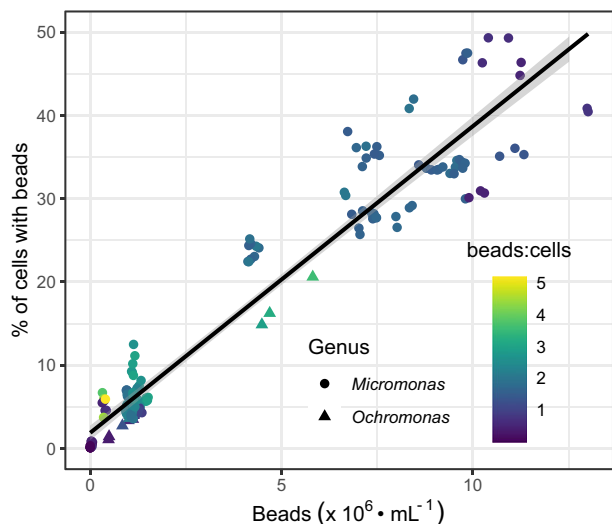 50
40
30
20
10
0
% of cells with beads
0
5
10
Beads (x 10⁶ • mL⁻¹)
Genus
Micromonas
Ochromonas
beads:cells
5
4
3
2
1